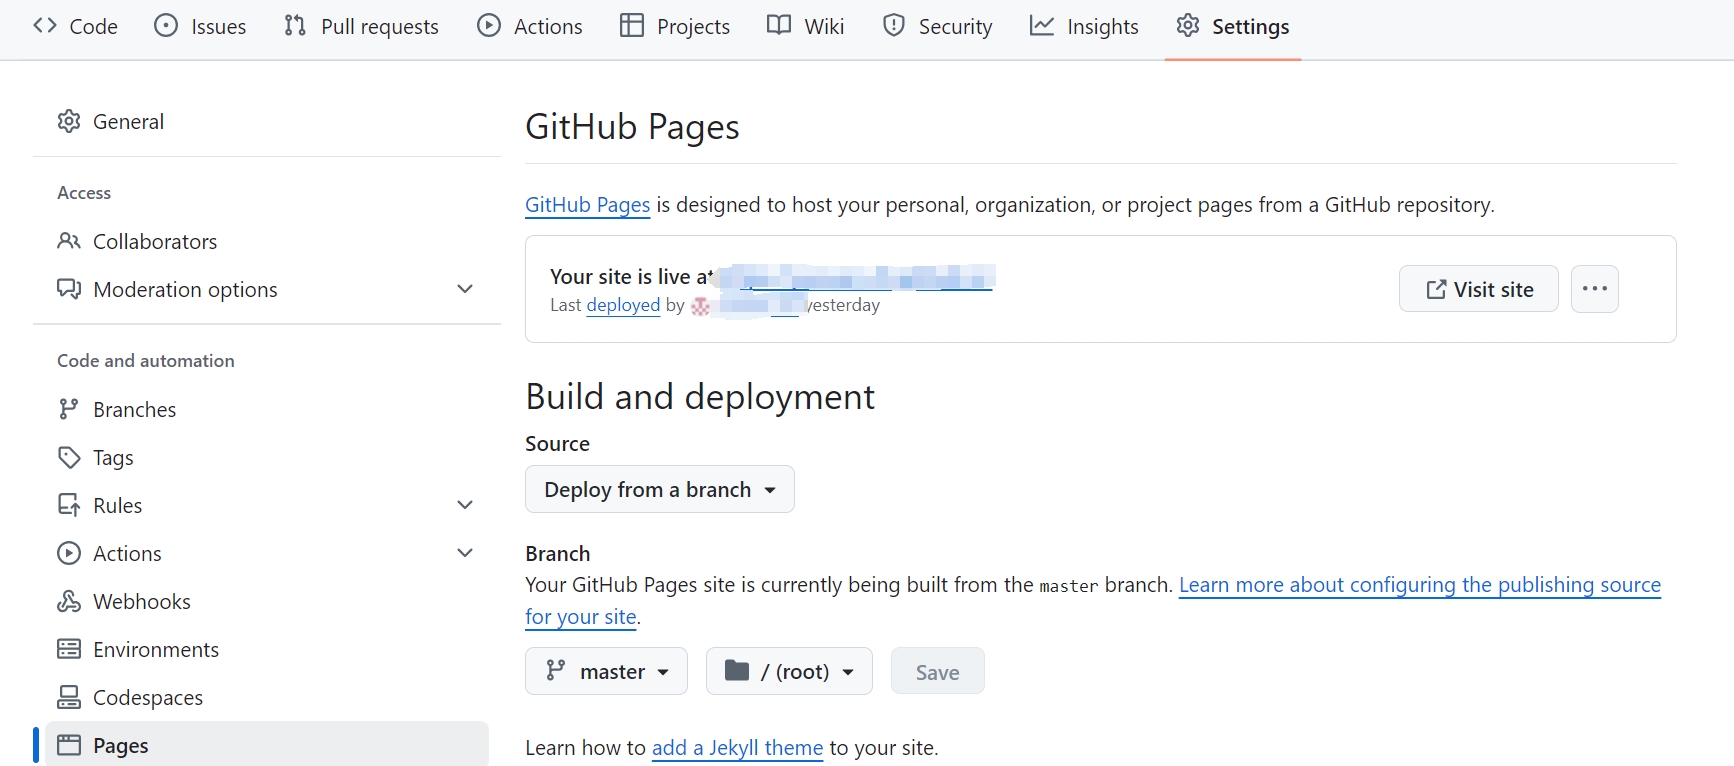 Code Issues Pull requests Actions Projects Wiki Security Insights Settings
General
Access
Collaborators
Moderation options
Code and automation
Branches
Tags
Rules
Actions
Webhooks
Environments
Codespaces
Pages
GitHub Pages
GitHub Pages is designed to host your personal, organization, or project pages from a GitHub repository.
Your site is live at
Last deployed by yesterday
Visit site
Build and deployment
Source
Deploy from a branch
Branch
Your GitHub Pages site is currently being built from the master branch. Learn more about configuring the publishing source
for your site.
master / (root) Save
Learn how to add a Jekyll theme to your site.